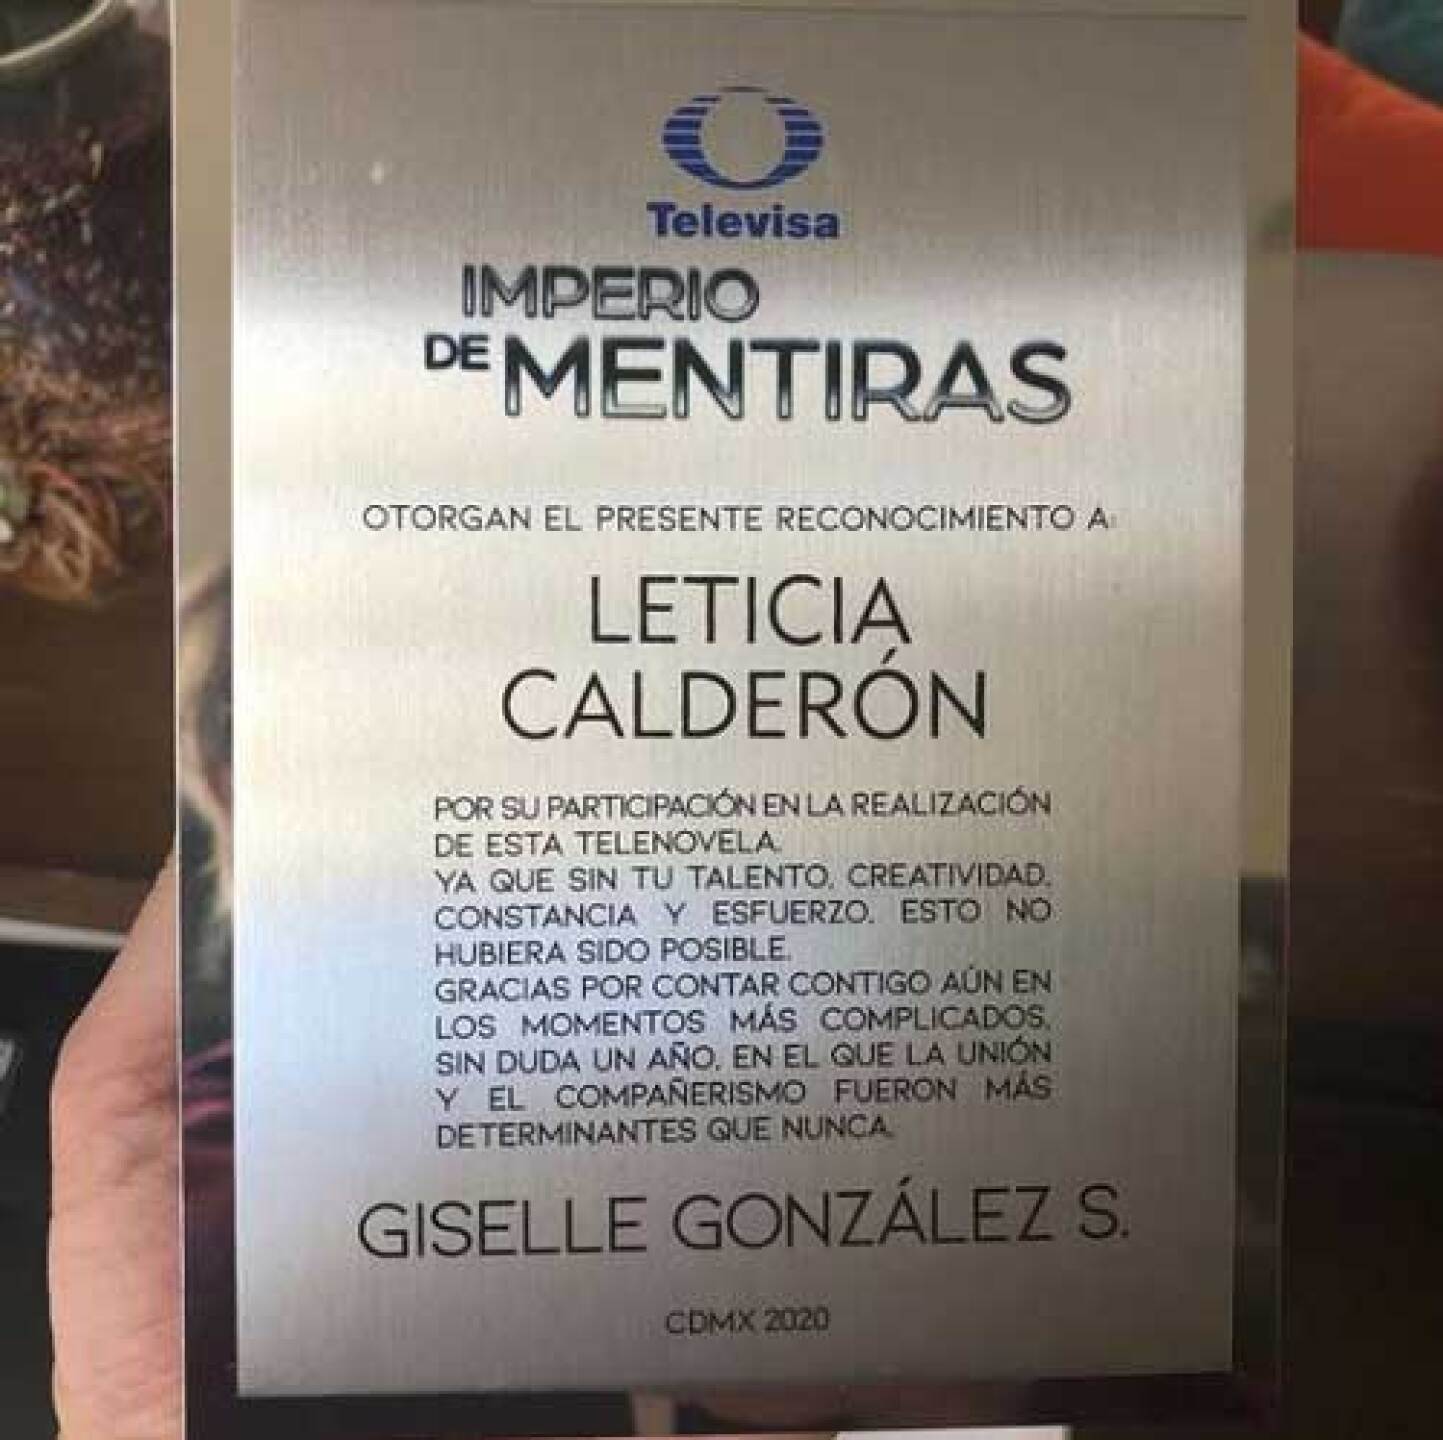 Televisa
IMPERIO
DE MENTIRAS
OTORGAN EL PRESENTE RECONOCIMIENTO A:
LETICIA
CALDERÓN
POR SU PARTICIPACIÓN EN LA REALIZACIÓN
DE ESTA TELENOVELA.
YA QUE SIN TU TALENTO, CREATIVIDAD,
CONSTANCIA Y ESFUERZO, ESTO NO
HUBIERA SIDO POSIBLE.
GRACIAS POR CONTAR CONTIGO AÚN EN
LOS MOMENTOS MÁS COMPLICADOS,
SIN DUDA UN AÑO, EN EL QUE LA UNIÓN
Y EL COMPAÑERISMO FUERON MÁS
DETERMINANTES QUE NUNCA.
GISELLE GONZÁLEZ S.
CDMX 2020